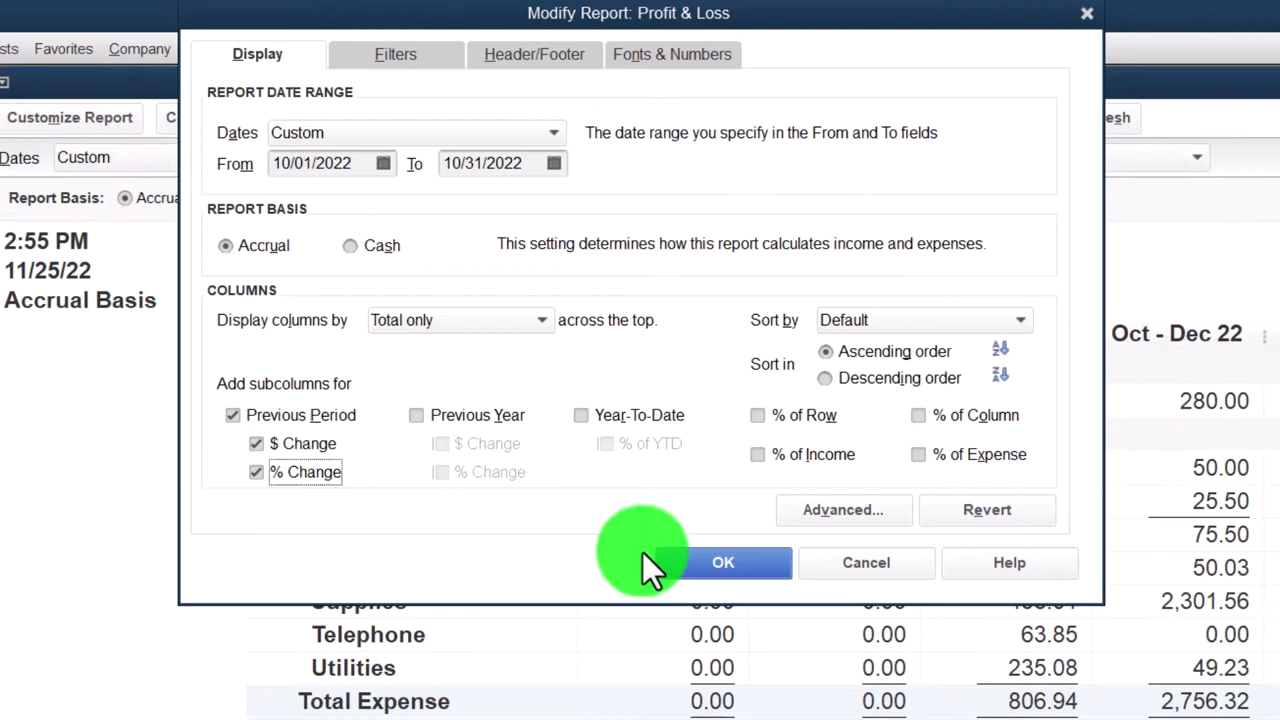 Modify Report: Profit & Loss
sts Favorites Company
Display Filters Header/Footer Fonts & Numbers
REPORT DATE RANGE
Customize Report C esh
Dates Custom The date range you specify in the From and To fields
Dates Custom
From 10/01/2022 To 10/31/2022
Report Basis: Accrua
REPORT BASIS
2:55 PM
Accrual Cash This setting determines how this report calculates income and expenses.
11/25/22
COLUMNS
Accrual Basis
Display columns by Total only across the top. Sort by Default
Oct - Dec 22
Sort in Ascending order
Descending order
Add subcolumns for
280.00
Previous Period Previous Year Year-To-Date % of Row % of Column
$ Change $ Change % of YTD
% of Income % of Expense
% Change % Change
50.00
25.50
Advanced... Revert
75.50
OK Cancel Help
50.03
Supplies 0.00 0.00 2,301.56
Telephone 0.00 0.00 63.85 0.00
Utilities 0.00 0.00 235.08 49.23
Total Expense 0.00 0.00 806.94 2,756.32